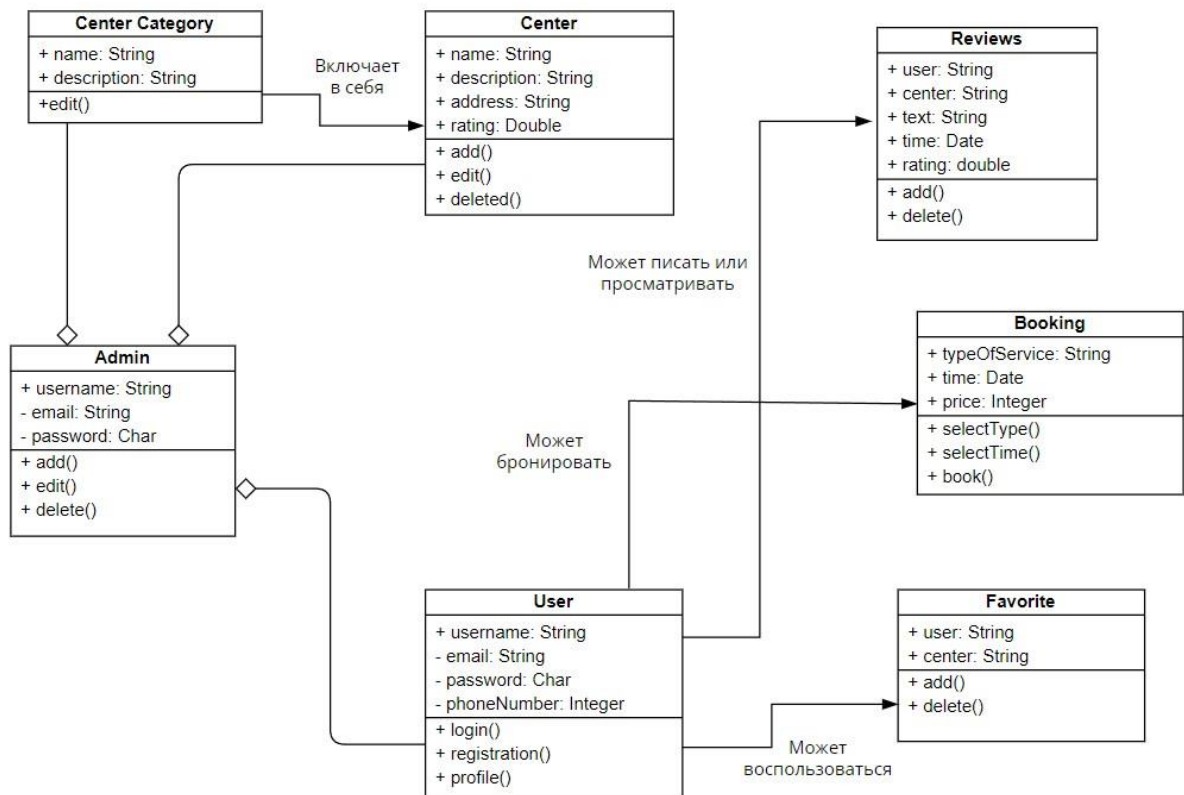 Center Category
+ name: String
+ description: String
+edit()
Включает
в себя
Center
+ name: String
+ description: String
+ address: String
+ rating: Double
+ add()
+ edit()
+ deleted()
Reviews
+ user: String
+ center: String
+ text: String
+ time: Date
+ rating: double
+ add()
+ delete()
Может писать или
просматривать
Booking
+ typeOfService: String
+ time: Date
+ price: Integer
+ selectType()
+ selectTime()
+ book()
Admin
+ username: String
- email: String
- password: Char
+ add()
+ edit()
+ delete()
Может
бронировать
User
+ username: String
- email: String
- password: Char
- phoneNumber: Integer
+ login()
+ registration()
+ profile()
Favorite
+ user: String
+ center: String
+ add()
+ delete()
Может
воспользоваться